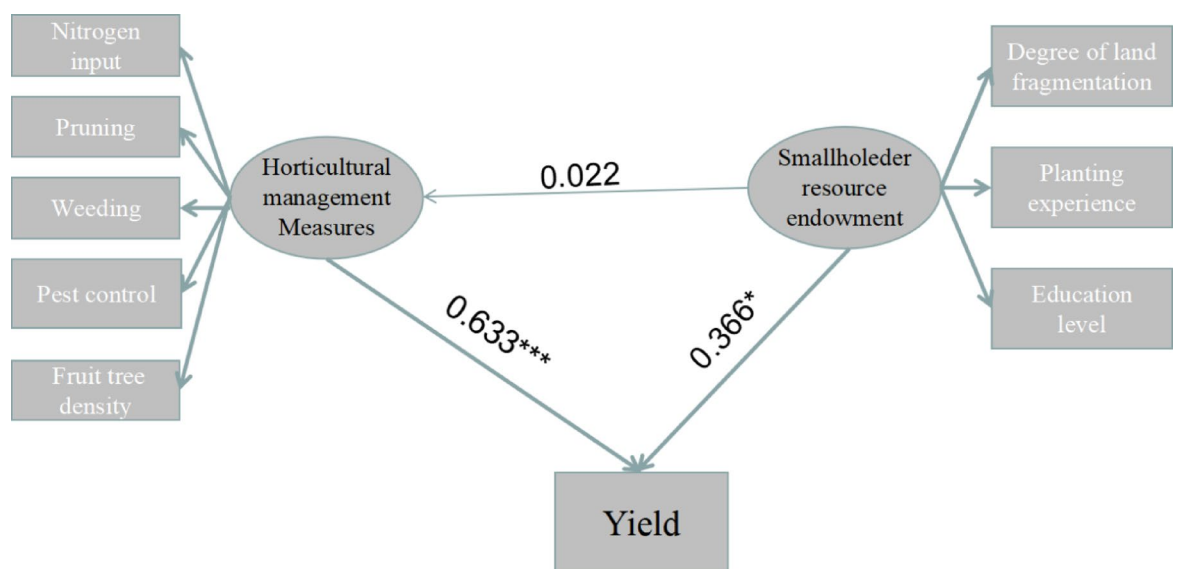 Nitrogen
input
Pruning
Weeding
Pest control
Fruit tree
density
Horticultural
management
Measures
0.022
Smallholeder
resource
endowment
Degree of land
fragmentation
Planting
experience
Education
level
0.633***
0.366*
Yield